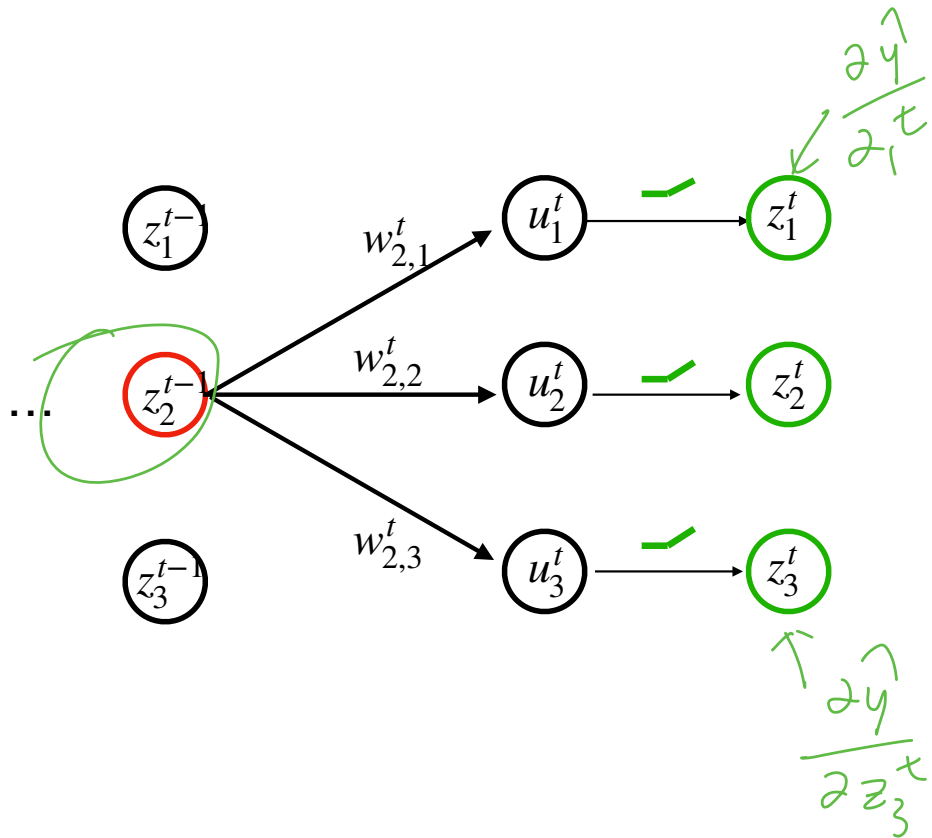 ∂ŷ
∂₁ᵗ
z₁ᵗ⁻¹
w₂,₁ᵗ
u₁ᵗ
z₁ᵗ
...
z₂ᵗ⁻¹
w₂,₂ᵗ
u₂ᵗ
z₂ᵗ
z₃ᵗ⁻¹
w₂,₃ᵗ
u₃ᵗ
z₃ᵗ
∂ŷ
∂z₃ᵗ